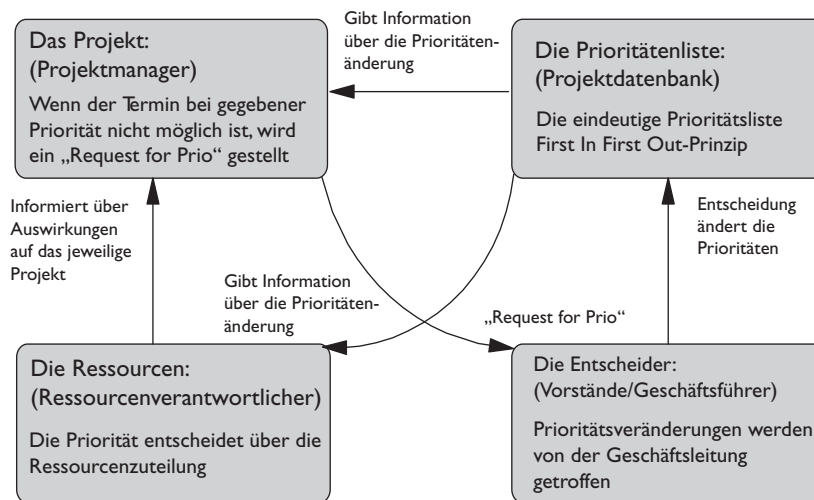 Das Projekt:
(Projektmanager)
Wenn der Termin bei gegebener
Priorität nicht möglich ist, wird
ein „Request for Prio“ gestellt
Gibt Information
über die Prioritäten-
änderung
Die Prioritätenliste:
(Projektdatenbank)
Die eindeutige Prioritätsliste
First In First Out-Prinzip
Informiert über
Auswirkungen
auf das jeweilige
Projekt
Gibt Information
über die Prioritäten-
änderung
„Request for Prio“
Entscheidung
ändert die
Prioritäten
Die Ressourcen:
(Ressourcenverantwortlicher)
Die Priorität entscheidet über die
Ressourcenzuteilung
Die Entscheider:
(Vorstände/Geschäftsführer)
Prioritätsveränderungen werden
von der Geschäftsleitung
getroffen